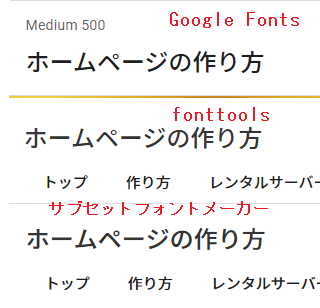 Google Fonts
Medium 500
ホームページの作り方
fonttools
ホームページの作り方
トップ 作り方 レンタルサーバー
サブセットフォントメーカー
ホームページの作り方
トップ 作り方 レンタルサーバー